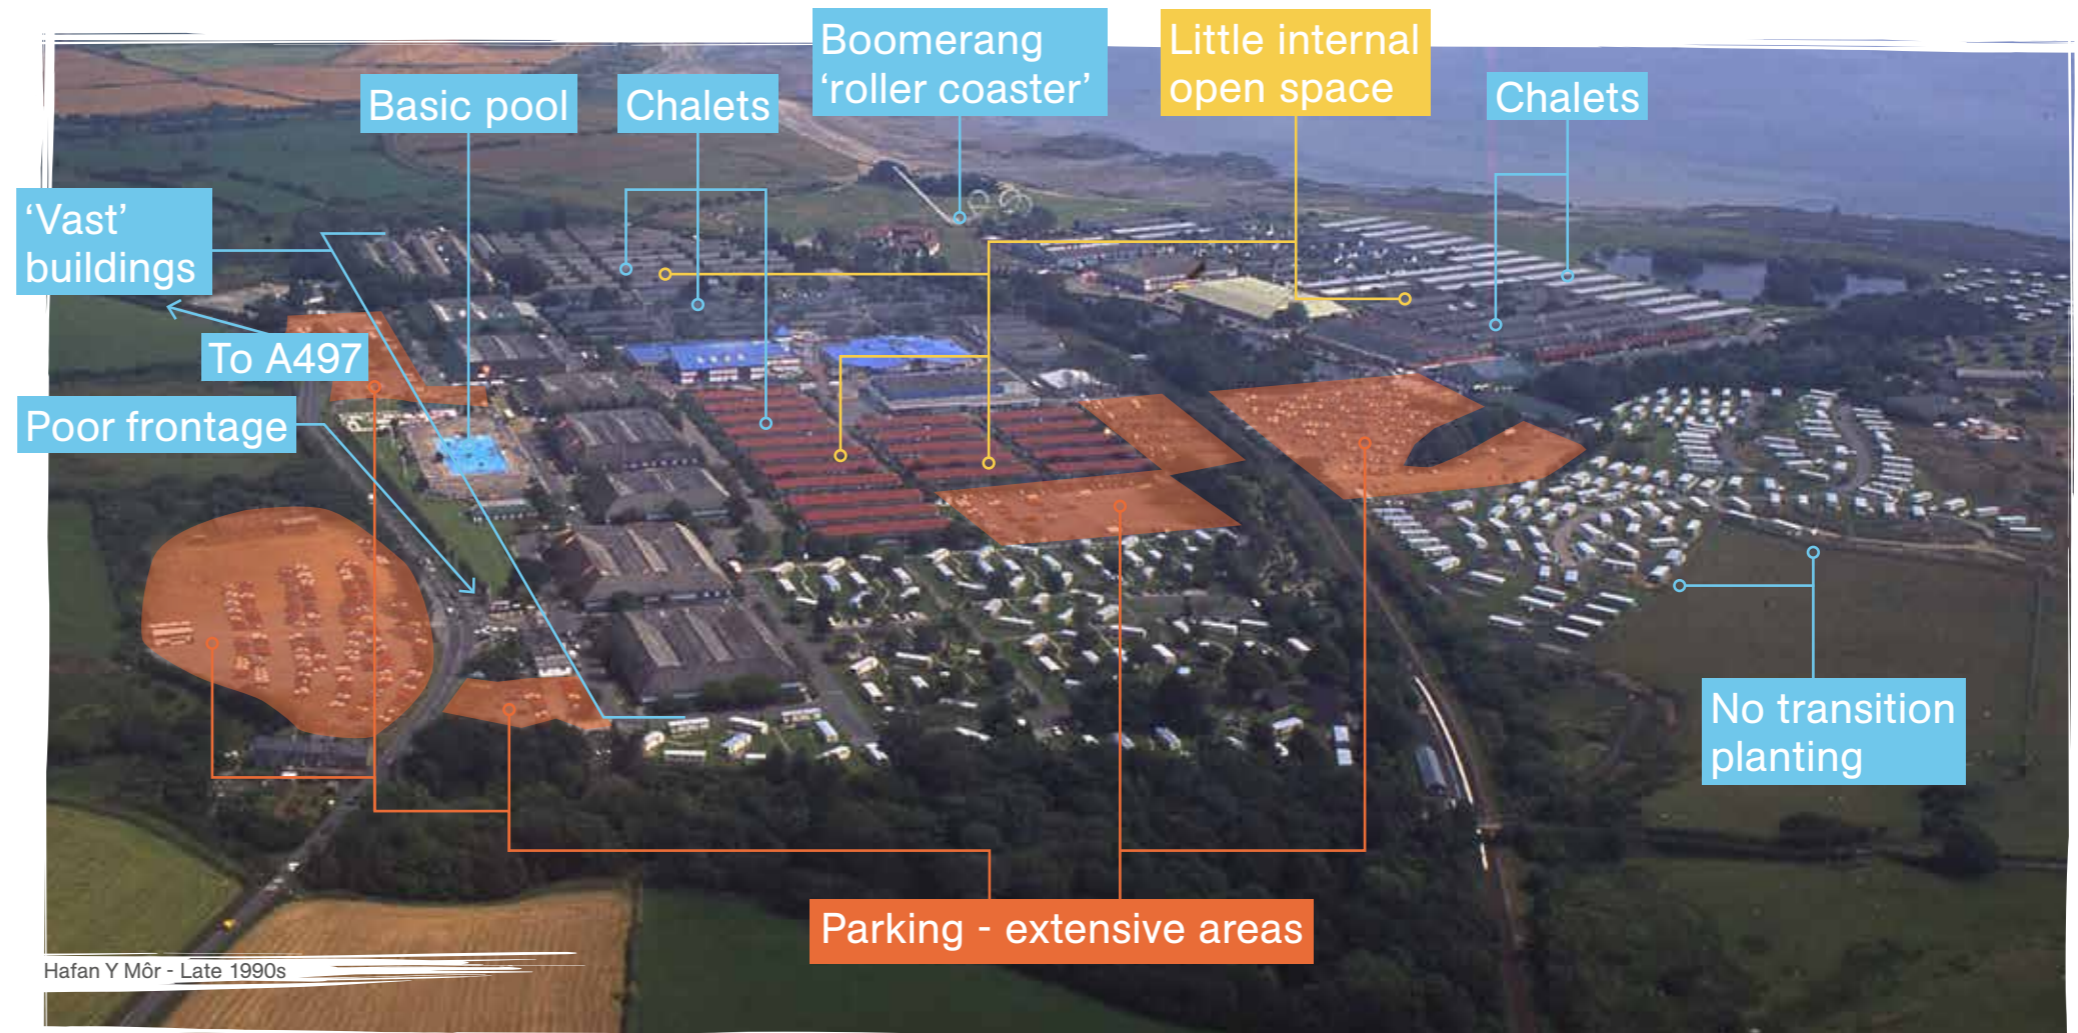 Boomerang
‘roller coaster’
Little internal
open space
Basic pool
Chalets
Chalets
‘Vast’
buildings
To A497
Poor frontage
No transition
planting
Parking - extensive areas
Hafan Y Môr - Late 1990s